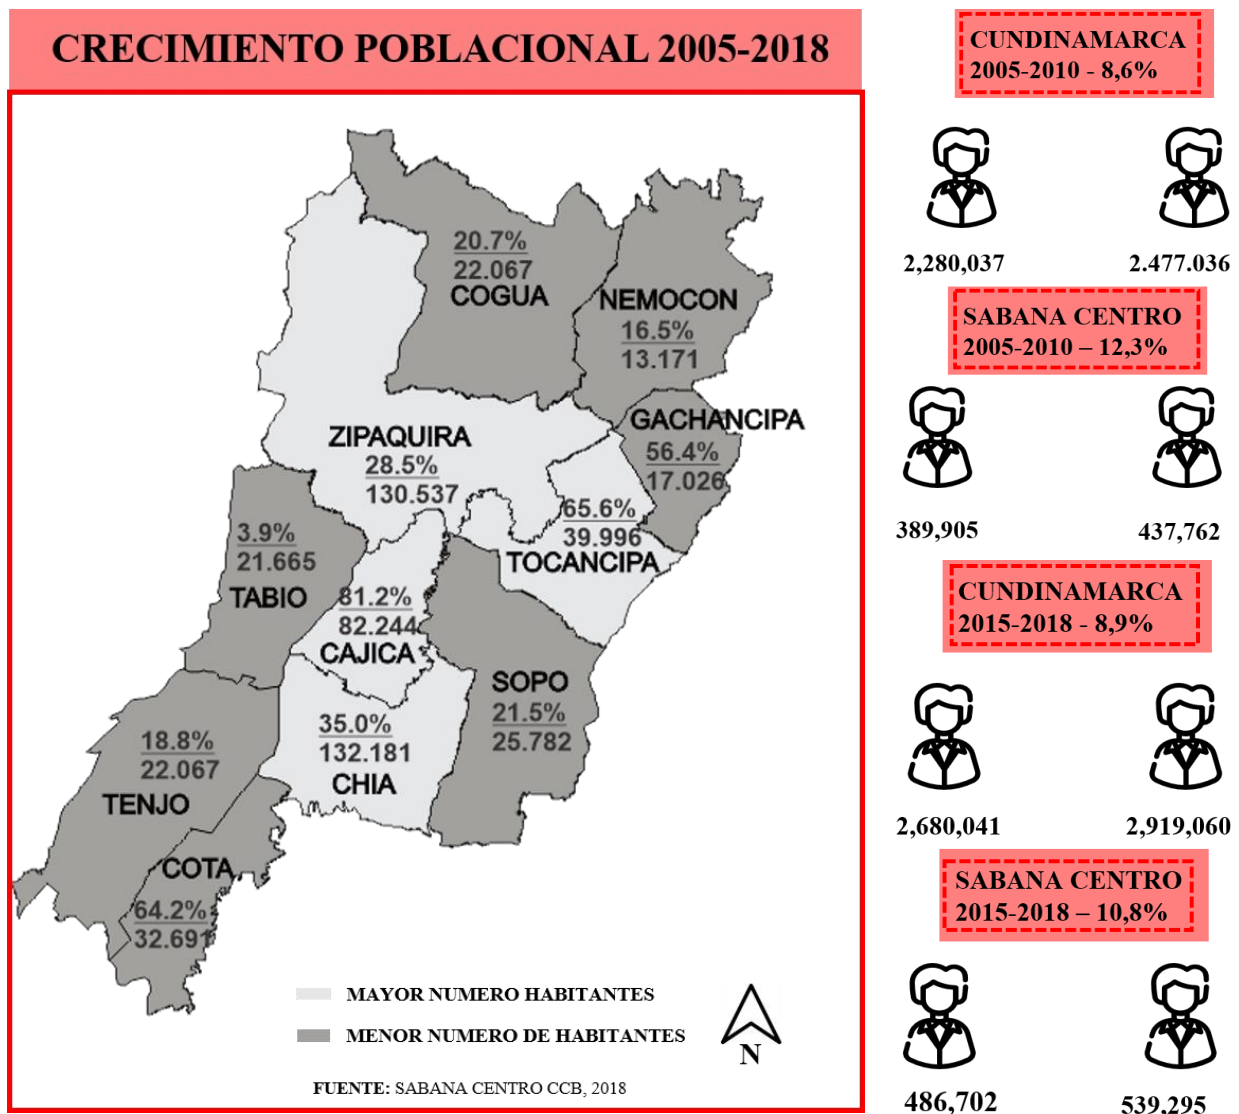 CRECIMIENTO POBLACIONAL 2005-2018
20.7%
22.067
COGUA
NEMOCON
16.5%
13.171
GACHANCIPA
56.4%
17.026
ZIPAQUIRA
28.5%
130.537
65.6%
39.996
TOCANCIPA
3.9%
21.665
TABIO
81.2%
82.244
CAJICA
SOPO
21.5%
25.782
35.0%
132.181
CHIA
18.8%
22.067
TENJO
COTA
64.2%
32.691
MAYOR NUMERO HABITANTES
MENOR NUMERO DE HABITANTES
N
FUENTE: SABANA CENTRO CCB, 2018
CUNDINAMARCA
2005-2010 - 8,6%
2,280,037 2.477.036
SABANA CENTRO
2005-2010 – 12,3%
389,905 437,762
CUNDINAMARCA
2015-2018 - 8,9%
2,680,041 2,919,060
SABANA CENTRO
2015-2018 – 10,8%
486,702 539,295